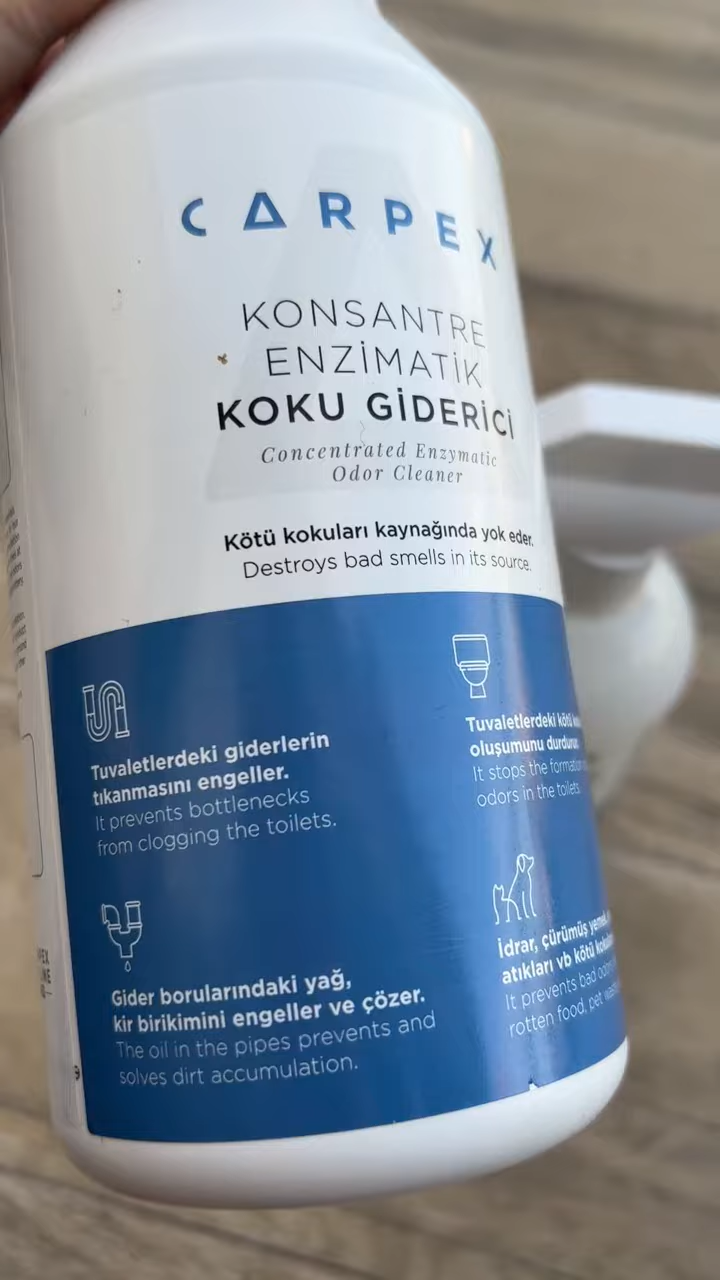 CARPEX
KONSANTRE
ENZİMATİK
KOKU GİDERİCİ
Concentrated Enzymatic
Odor Cleaner
Kötü kokuları kaynağında yok eder.
Destroys bad smells in its source.
Tuvaletlerdeki giderlerin
tıkanmasını engeller.
It prevents bottlenecks
from clogging the toilets.
Tuvaletlerdeki kötü
oluşumunu durdurur.
It stops the formation
odors in the toilets.
Gider borularındaki yağ,
kir birikimini engeller ve çözer.
The oil in the pipes prevents and
solves dirt accumulation.
İdrar, çürümüş
atıkları vb kötü
It prevents bad
rotten food, pet